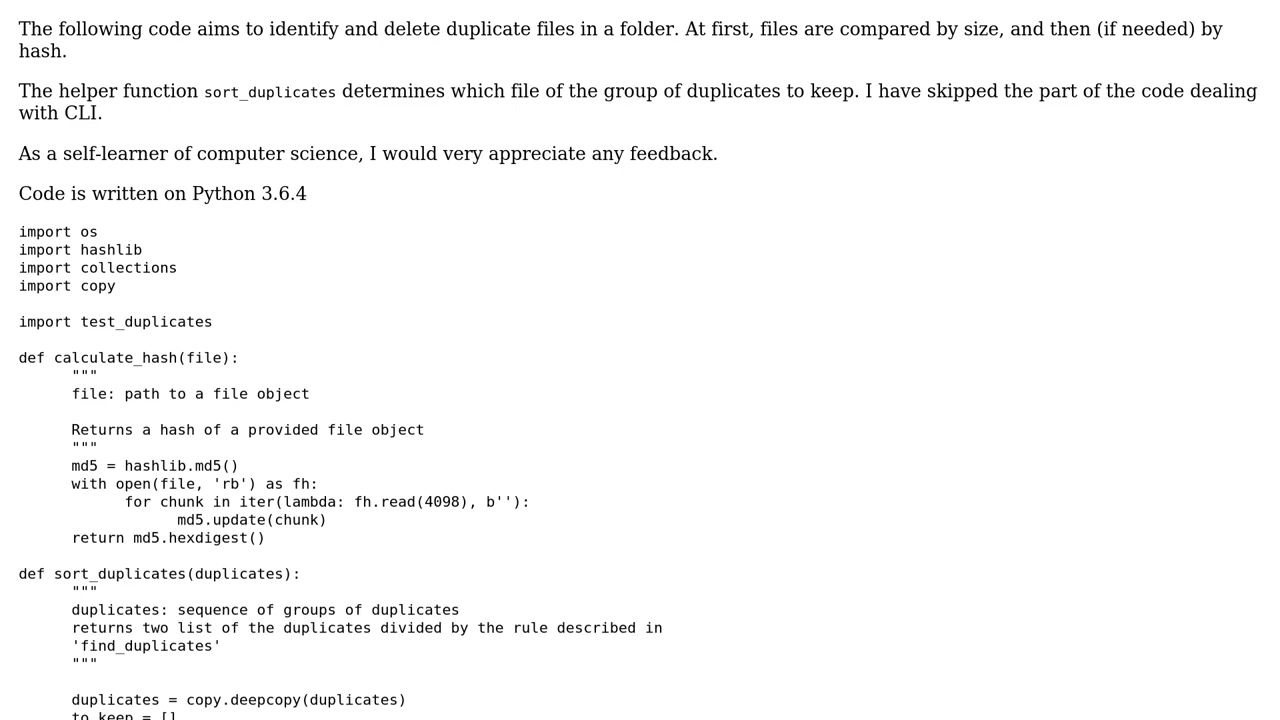 The following code aims to identify and delete duplicate files in a folder. At first, files are compared by size, and then (if needed) by
hash.
The helper function sort_duplicates determines which file of the group of duplicates to keep. I have skipped the part of the code dealing
with CLI.
As a self-learner of computer science, I would very appreciate any feedback.
Code is written on Python 3.6.4
import os
import hashlib
import collections
import copy
import test_duplicates
def calculate_hash(file):
"""
file: path to a file object
Returns a hash of a provided file object
"""
md5 = hashlib.md5()
with open(file, 'rb') as fh:
for chunk in iter(lambda: fh.read(4098), b''):
md5.update(chunk)
return md5.hexdigest()
def sort_duplicates(duplicates):
"""
duplicates: sequence of groups of duplicates
returns two list of the duplicates divided by the rule described in
'find_duplicates'
"""
duplicates = copy.deepcopy(duplicates)
to_keep = []